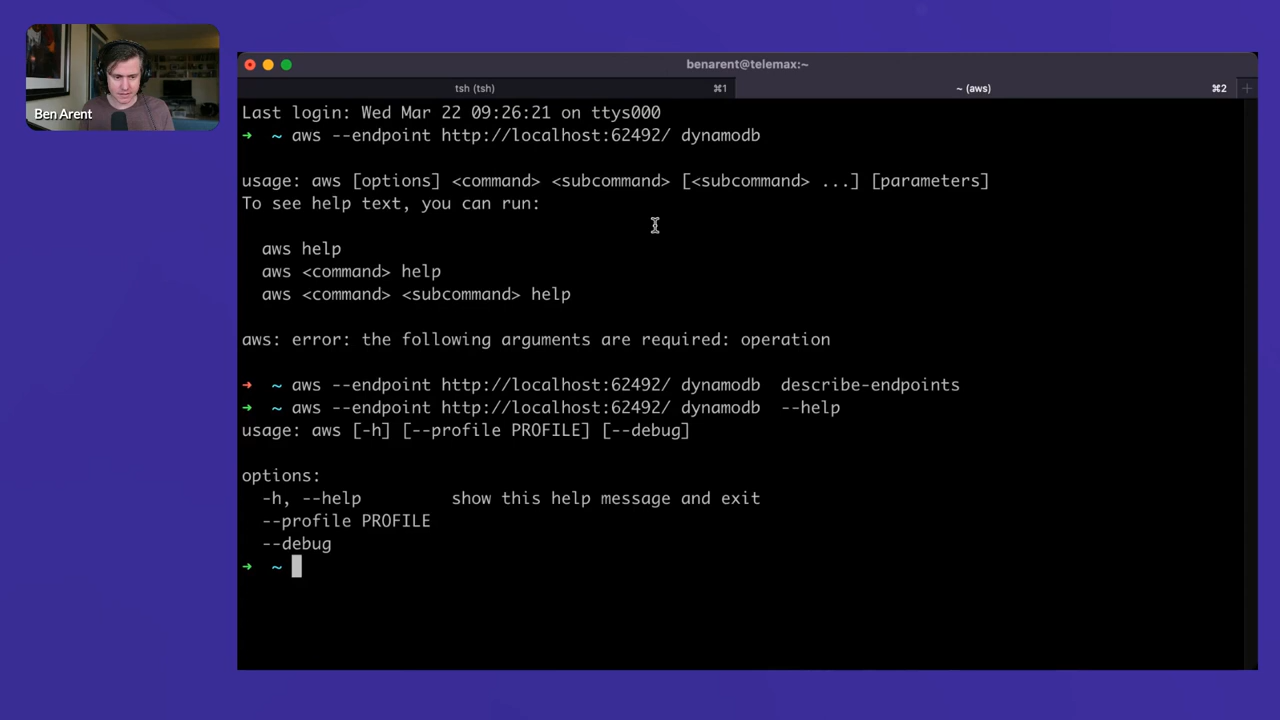 Ben Arent
benarent@telemax:~
tsh (tsh) ⌘1 ~ (aws) ⌘2 +
Last login: Wed Mar 22 09:26:21 on ttys000
➜ ~ aws --endpoint http://localhost:62492/ dynamodb
usage: aws [options] <command> <subcommand> [<subcommand> ...] [parameters]
To see help text, you can run:
aws help
aws <command> help
aws <command> <subcommand> help
aws: error: the following arguments are required: operation
➜ ~ aws --endpoint http://localhost:62492/ dynamodb  describe-endpoints
➜ ~ aws --endpoint http://localhost:62492/ dynamodb  --help
usage: aws [-h] [--profile PROFILE] [--debug]
options:
-h, --help         show this help message and exit
--profile PROFILE
--debug
➜ ~